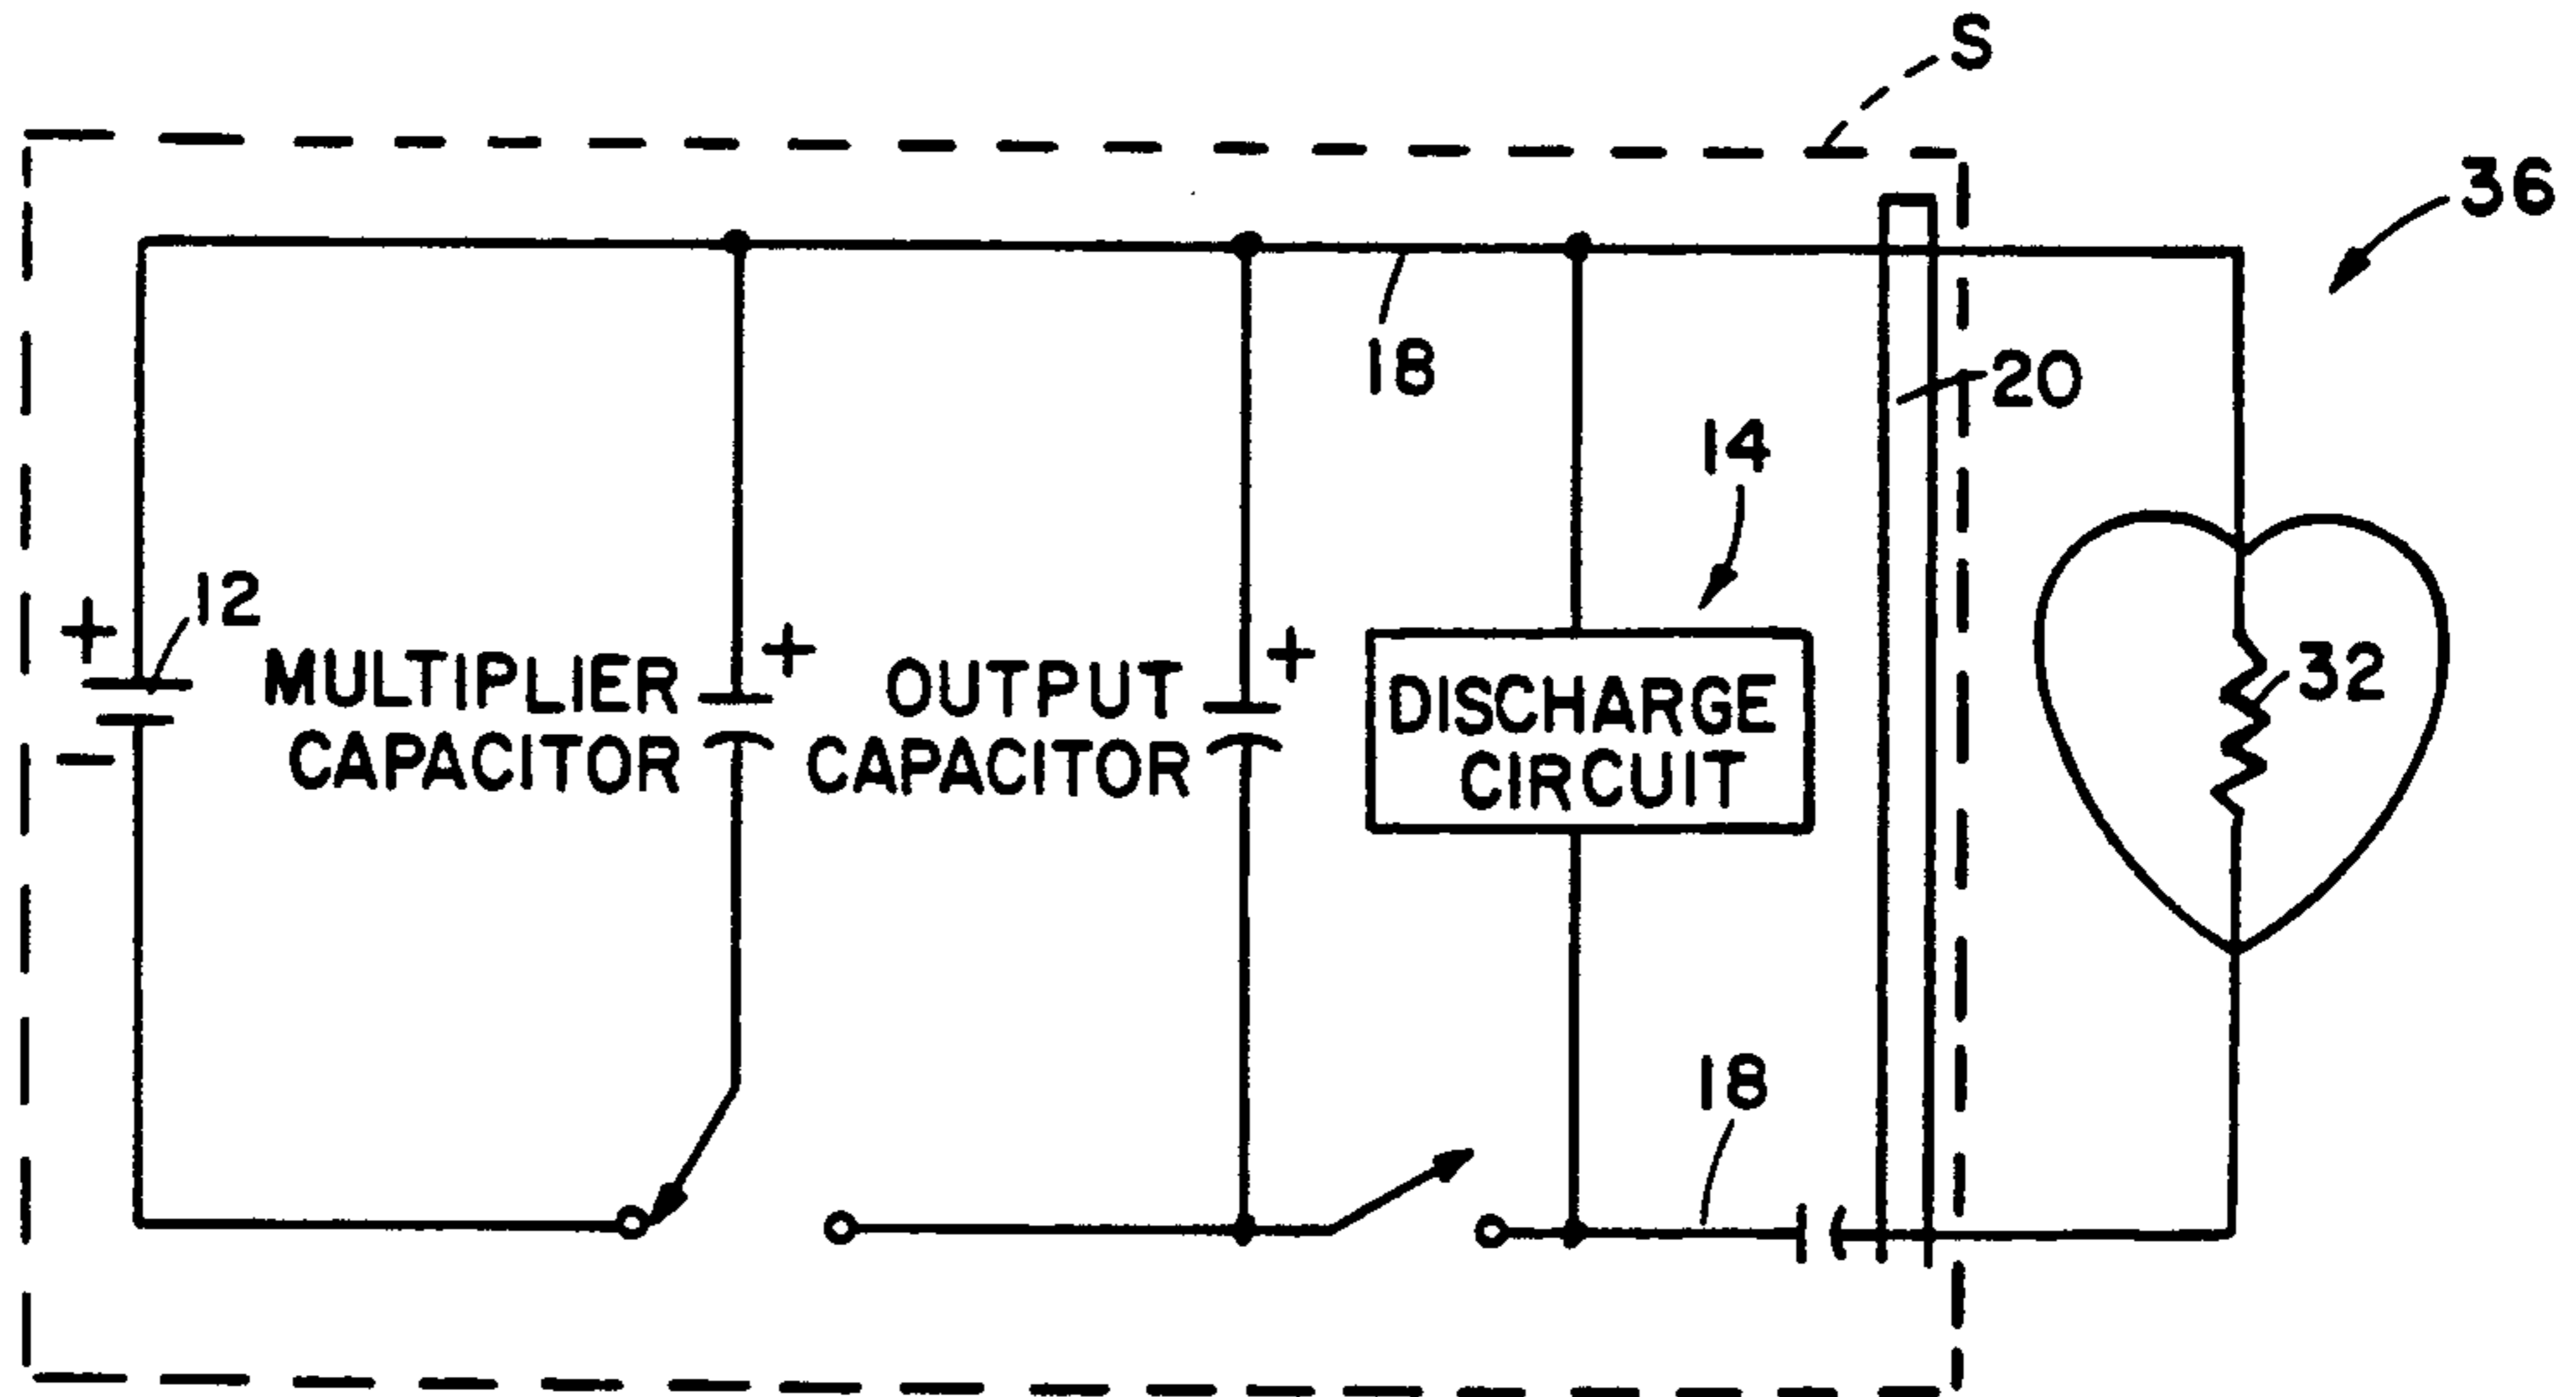 S
36
18
20
14
+
12
MULTIPLIER
CAPACITOR
+
OUTPUT
CAPACITOR
+
DISCHARGE
CIRCUIT
32
−
18